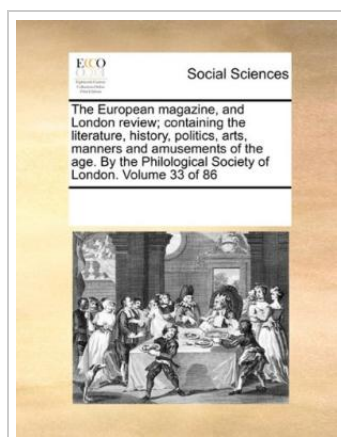 ECCO
Social Sciences
The European magazine, and
London review; containing the
literature, history, politics, arts,
manners and amusements of the
age. By the Philological Society of
London. Volume 33 of 86